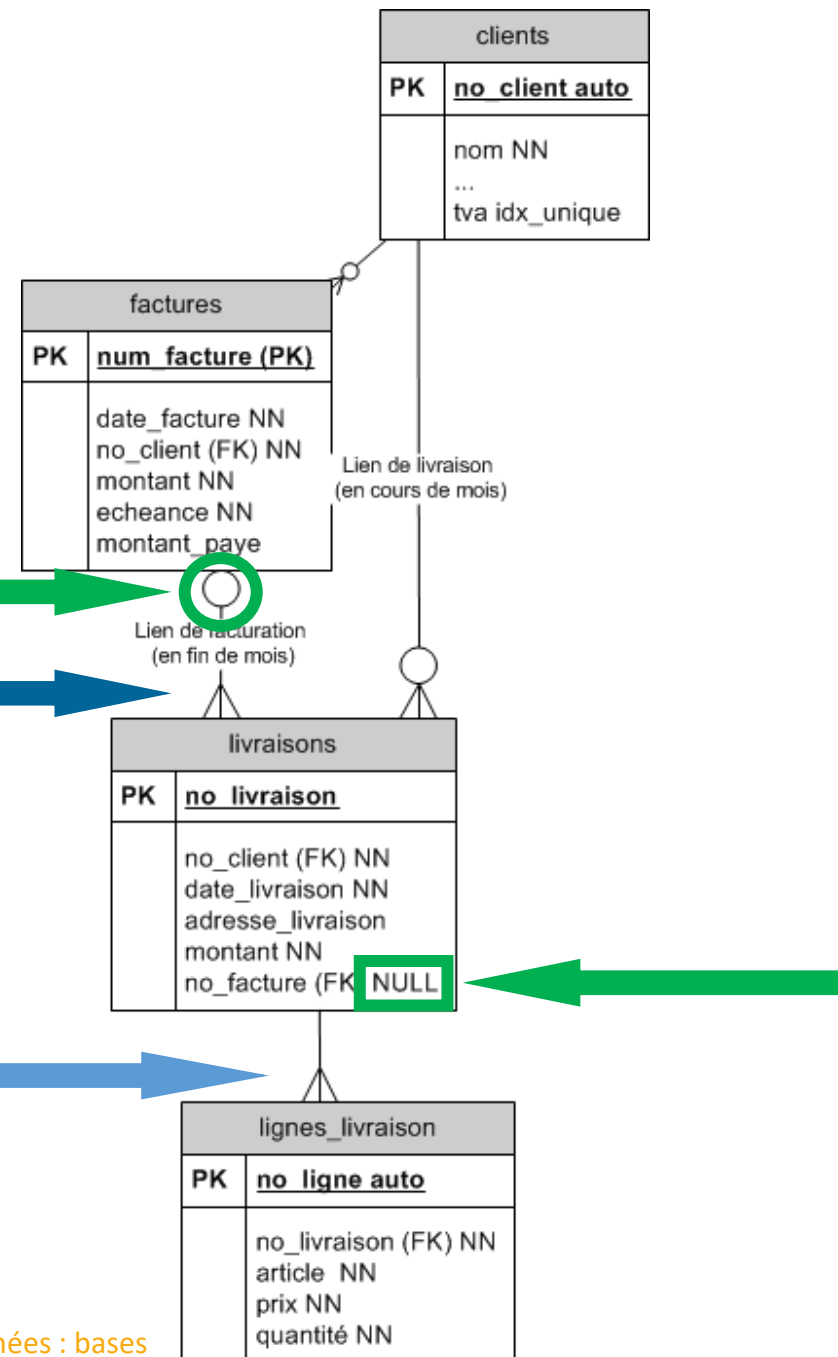 clients
PK no_client auto
nom NN
...
tva idx_unique
factures
PK num_facture (PK)
date_facture NN
no_client (FK) NN
montant NN
echeance NN
montant_paye
Lien de livraison
(en cours de mois)
Lien de facturation
(en fin de mois)
livraisons
PK no_livraison
no_client (FK) NN
date_livraison NN
adresse_livraison
montant NN
no_facture (FK NULL
lignes_livraison
PK no_ligne auto
no_livraison (FK) NN
article NN
prix NN
quantité NN
nées : bases